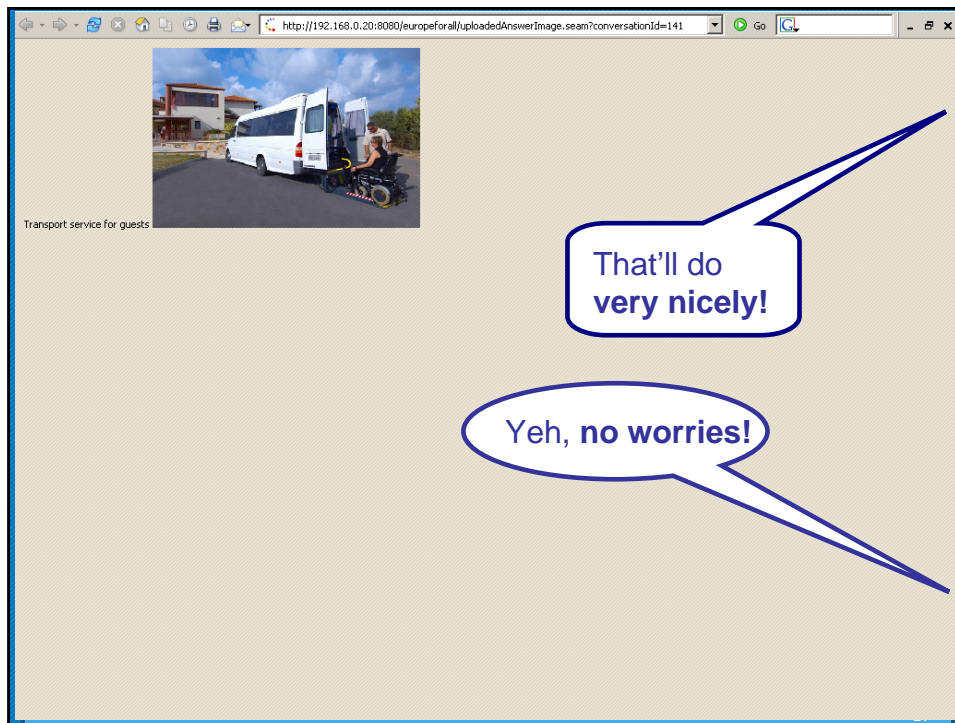 http://192.168.0.20:8080/europeforall/uploadedAnswerImage.seam?conversationId=141
Go
Transport service for guests
That'll do
very nicely!
Yeh, no worries!